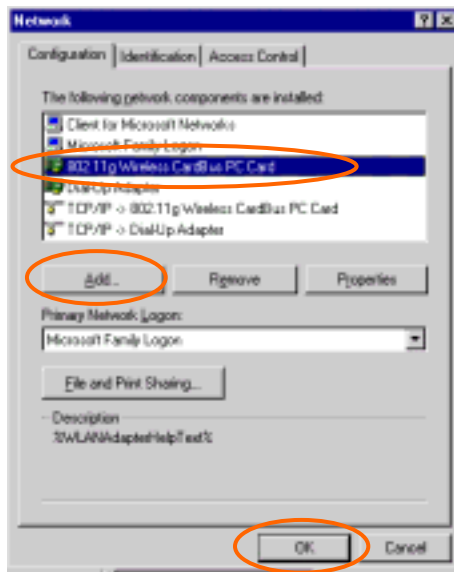 Network
Configuration Identification Access Control
The following network components are installed:
Client for Microsoft Networks
Microsoft Family Logon
802.11g Wireless CardBus PC Card
Dial-Up Adapter
TCP/IP -> 802.11g Wireless CardBus PC Card
TCP/IP -> Dial-Up Adapter
Add... Remove Properties
Primary Network Logon:
Microsoft Family Logon
File and Print Sharing...
Description
%WLANAdapterHelpText%
OK Cancel